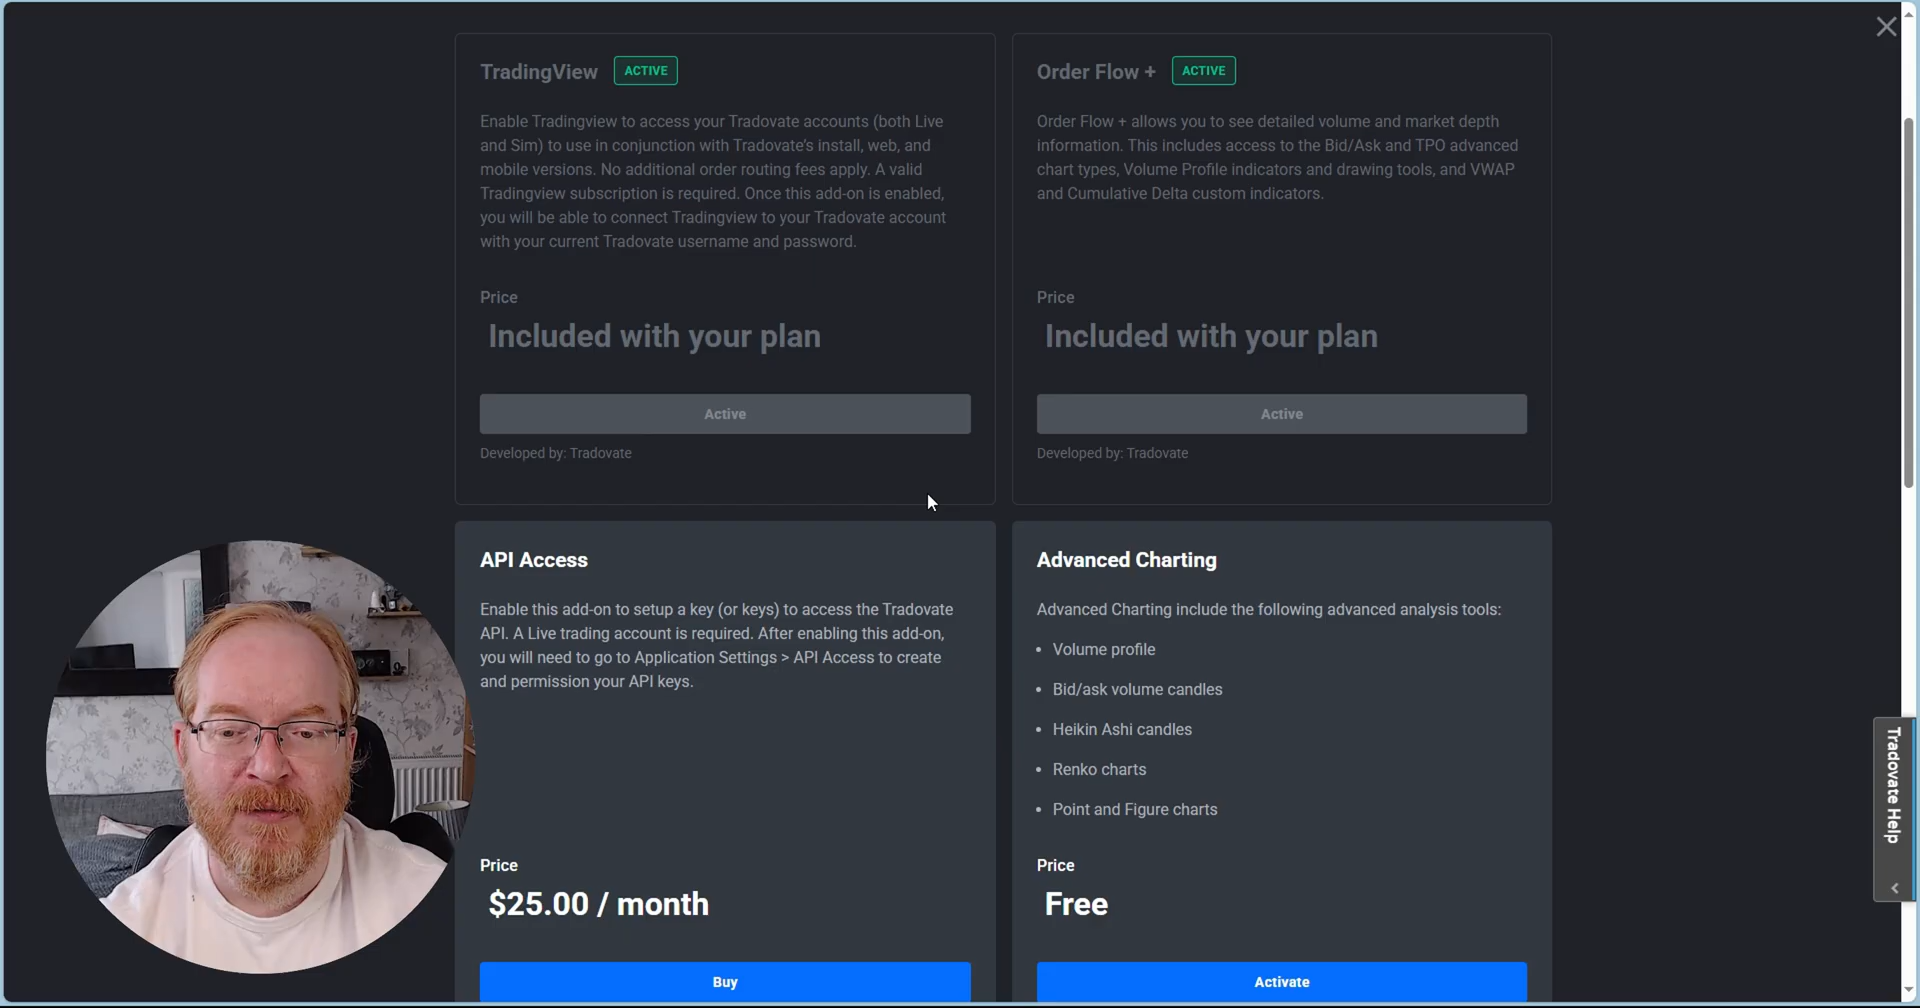 TradingView ACTIVE
Enable Tradingview to access your Tradovate accounts (both Live
and Sim) to use in conjunction with Tradovate's install, web, and
mobile versions. No additional order routing fees apply. A valid
Tradingview subscription is required. Once this add-on is enabled,
you will be able to connect Tradingview to your Tradovate account
with your current Tradovate username and password.
Price
Included with your plan
Active
Developed by: Tradovate
Order Flow + ACTIVE
Order Flow + allows you to see detailed volume and market depth
information. This includes access to the Bid/Ask and TPO advanced
chart types, Volume Profile indicators and drawing tools, and VWAP
and Cumulative Delta custom indicators.
Price
Included with your plan
Active
Developed by: Tradovate
API Access
Enable this add-on to setup a key (or keys) to access the Tradovate
API. A Live trading account is required. After enabling this add-on,
you will need to go to Application Settings > API Access to create
and permission your API keys.
Price
$25.00 / month
Buy
Advanced Charting
Advanced Charting include the following advanced analysis tools:
• Volume profile
• Bid/ask volume candles
• Heikin Ashi candles
• Renko charts
• Point and Figure charts
Price
Free
Activate
Tradovate Help